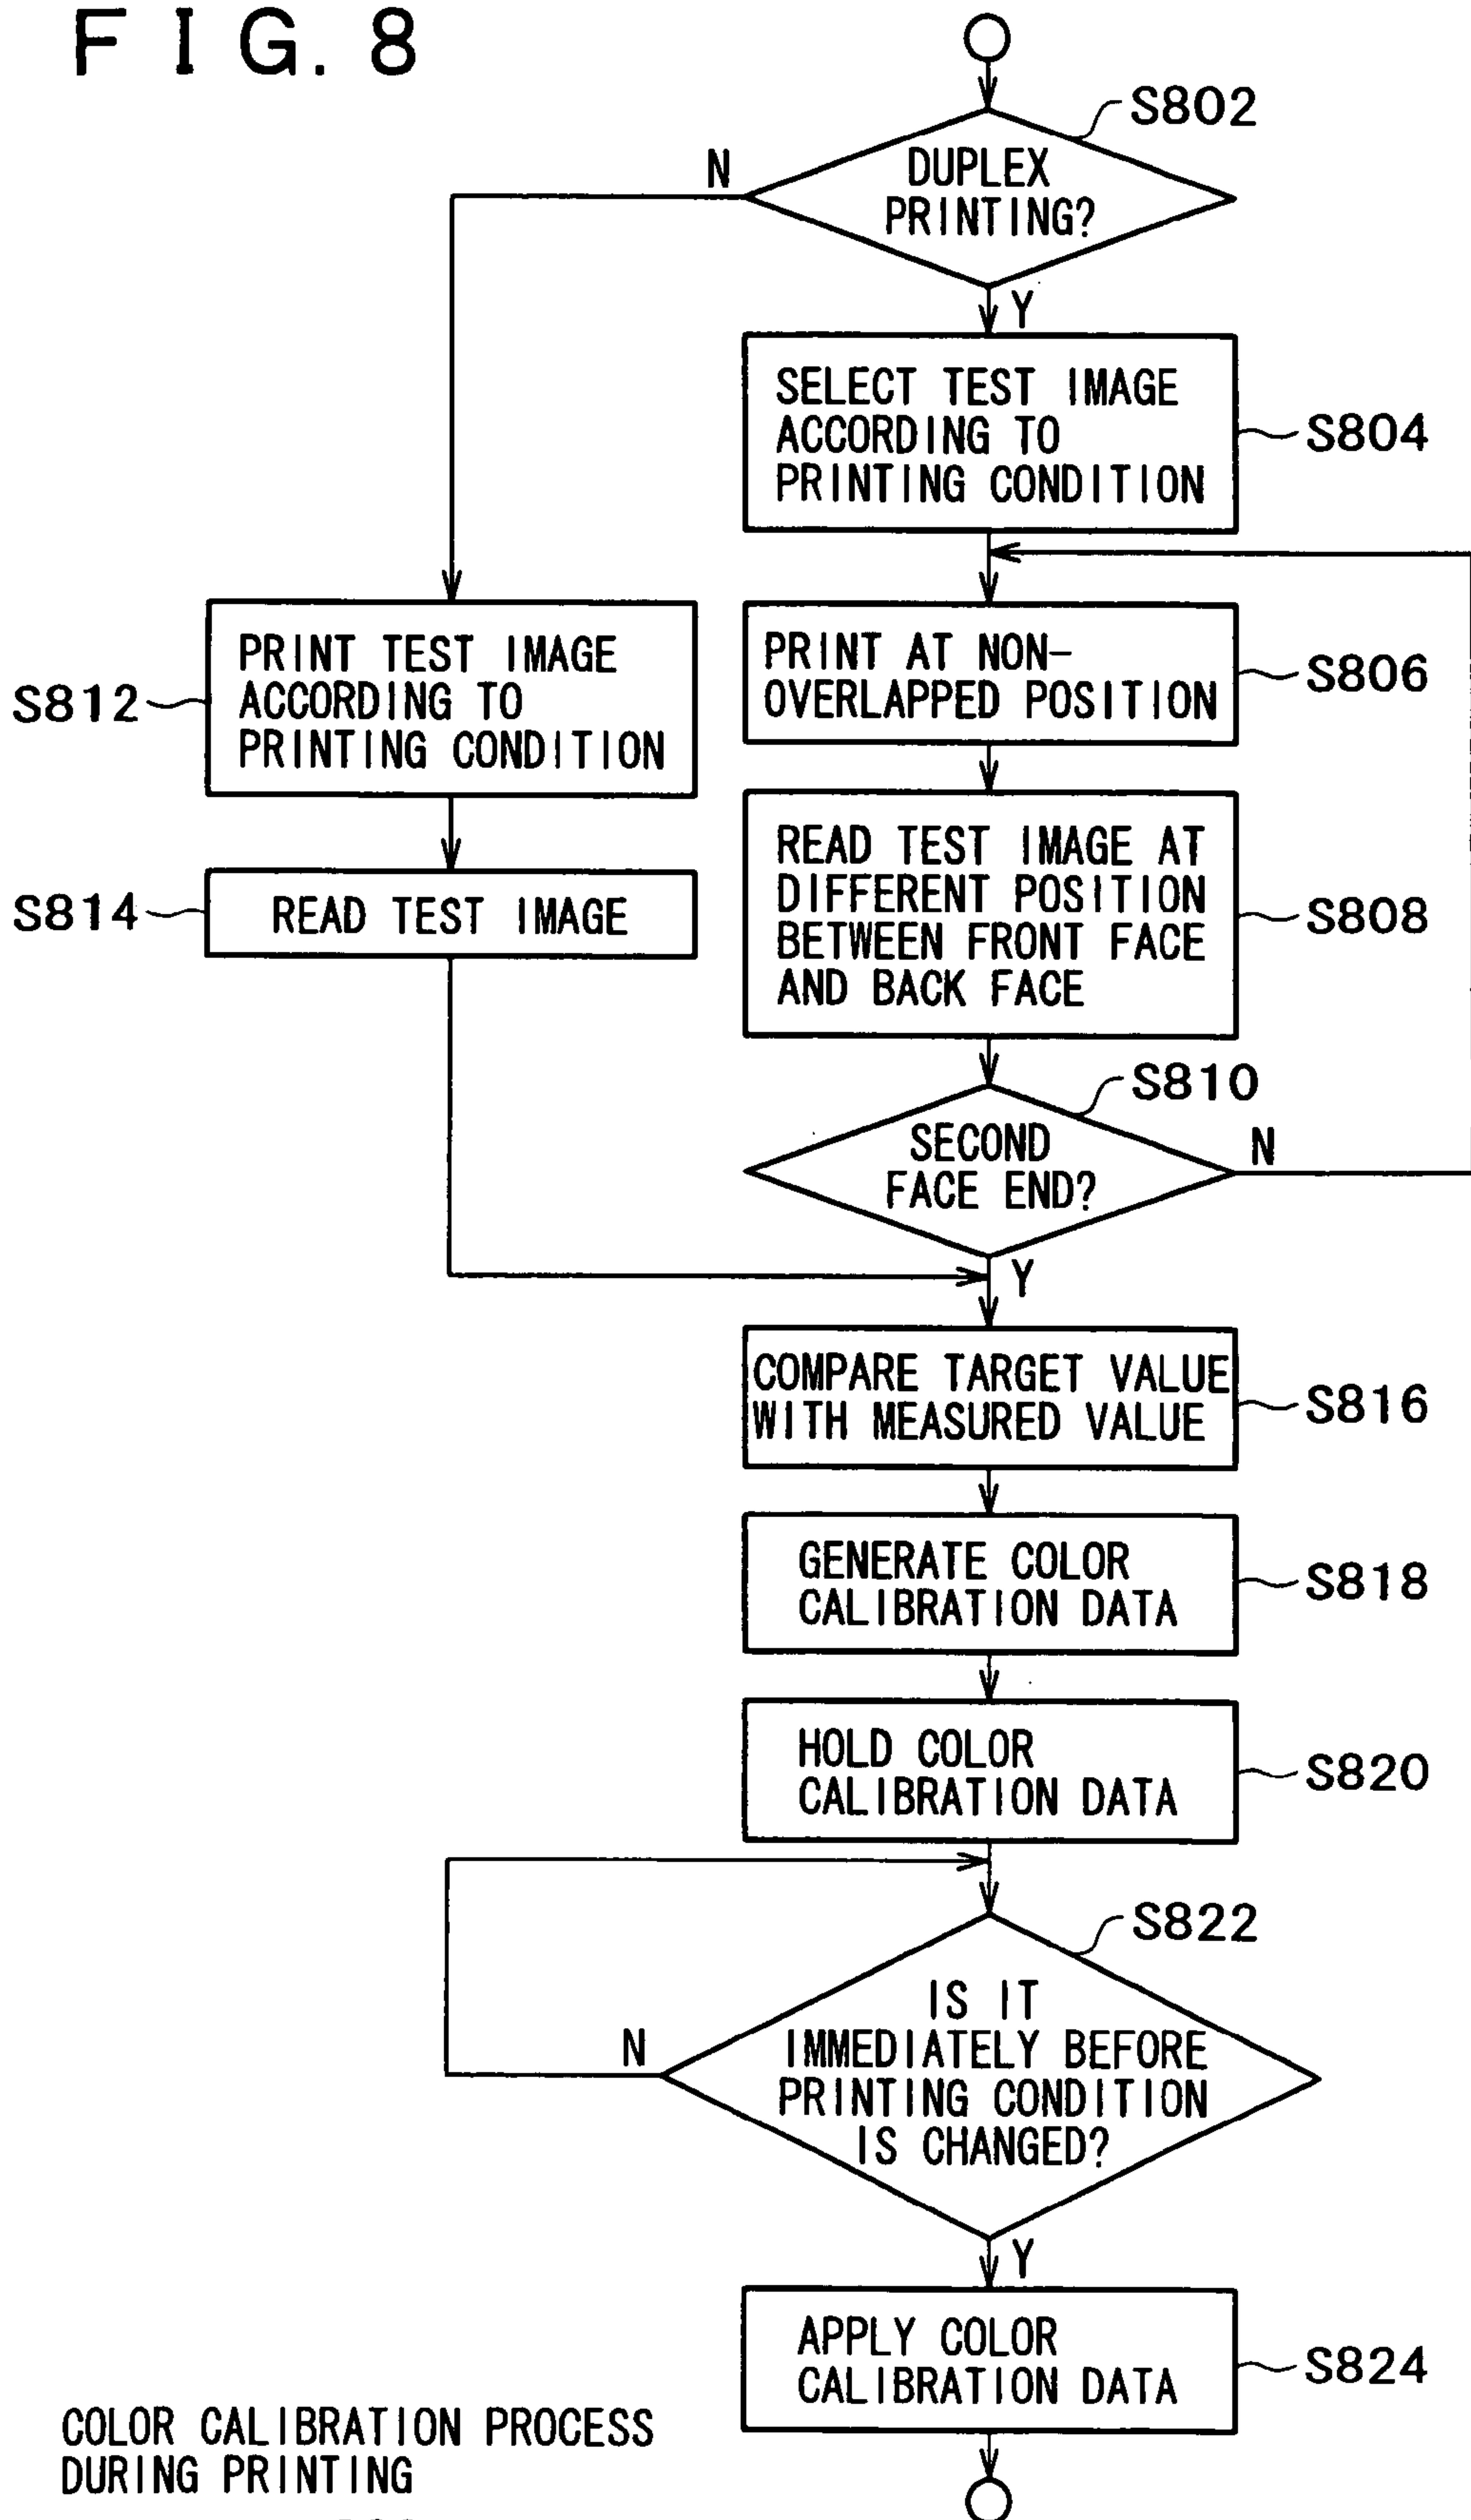 FIG. 8
S802
N
DUPLEX
PRINTING?
Y
SELECT TEST IMAGE
ACCORDING TO
PRINTING CONDITION
S804
PRINT TEST IMAGE
ACCORDING TO
PRINTING CONDITION
S812
PRINT AT NON-
OVERLAPPED POSITION
S806
READ TEST IMAGE
S814
READ TEST IMAGE AT
DIFFERENT POSITION
BETWEEN FRONT FACE
AND BACK FACE
S808
S810
SECOND
FACE END?
N
Y
COMPARE TARGET VALUE
WITH MEASURED VALUE
S816
GENERATE COLOR
CALIBRATION DATA
S818
HOLD COLOR
CALIBRATION DATA
S820
S822
IS IT
IMMEDIATELY BEFORE
PRINTING CONDITION
IS CHANGED?
N
Y
APPLY COLOR
CALIBRATION DATA
S824
COLOR CALIBRATION PROCESS
DURING PRINTING